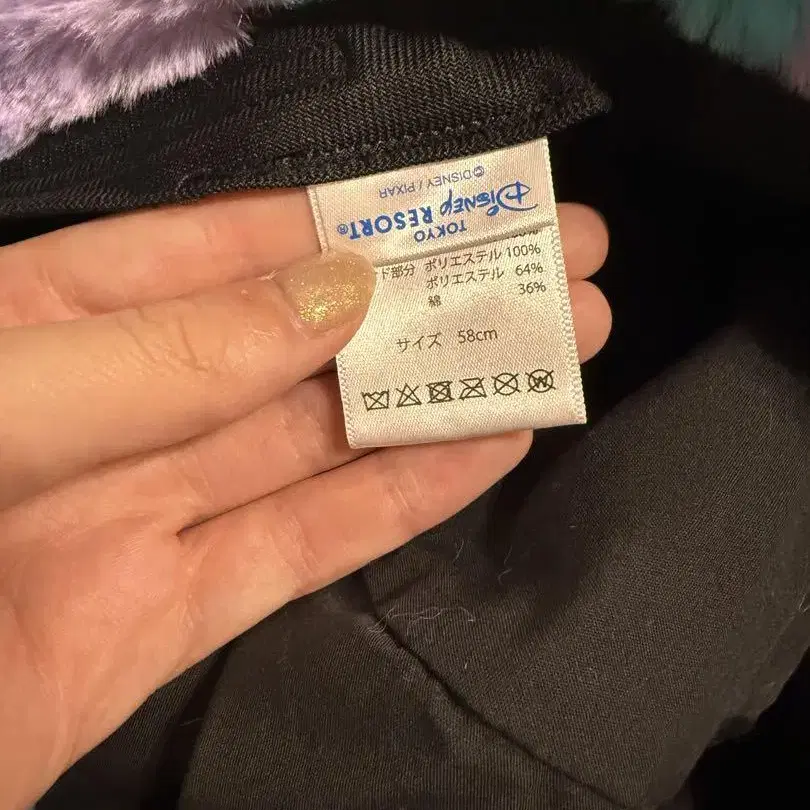 ©DISNEY / PIXAR
TOKYO
Disney RESORT®
ド部分 ポリエステル 100%
ポリエステル 64%
綿 36%
サイズ 58cm